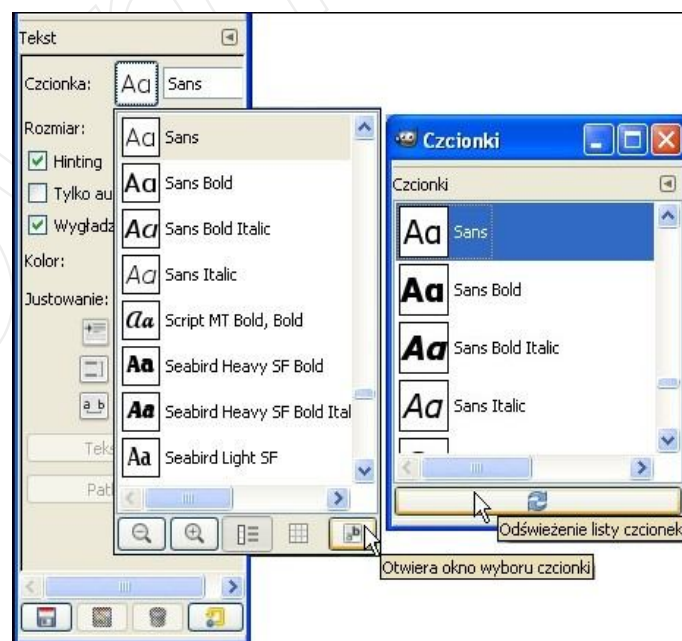 Tekst
Czcionka:
Aa
Sans
Rozmiar:
Hinting
Tylko au
Wygładz
Kolor:
Justowanie:
a b
Teks
Aa Sans
Aa Sans Bold
Aa Sans Bold Italic
Aa Sans Italic
Aa Script MT Bold, Bold
Aa Seabird Heavy SF Bold
Aa Seabird Heavy SF Bold Ital
Aa Seabird Light SF
Otwiera okno wyboru czcionki
Czcionki
Czcionki
Aa Sans
Aa Sans Bold
Aa Sans Bold Italic
Aa Sans Italic
Odświeżenie listy czcionek